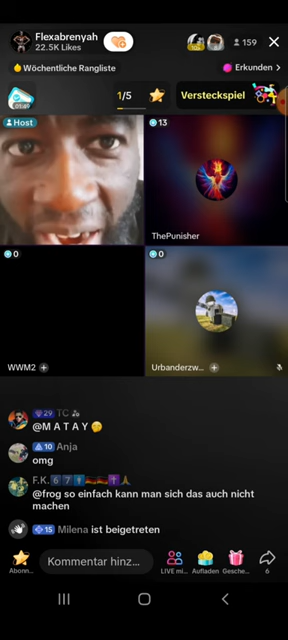 Flexabrenyah
22.5K Likes
159
Wöchentliche Rangliste
Erkunden >
01:49
1/5
Versteckspiel
Host
13
ThePunisher
0
0
WWM2
Urbanderzw...
29 TC
@M A T A Y
10 Anja
omg
F.K.
@frog so einfach kann man sich das auch nicht
machen
15 Milena ist beigetreten
Kommentar hinz...
Abonn...
LIVE mi...
Aufladen
Gesche...
6